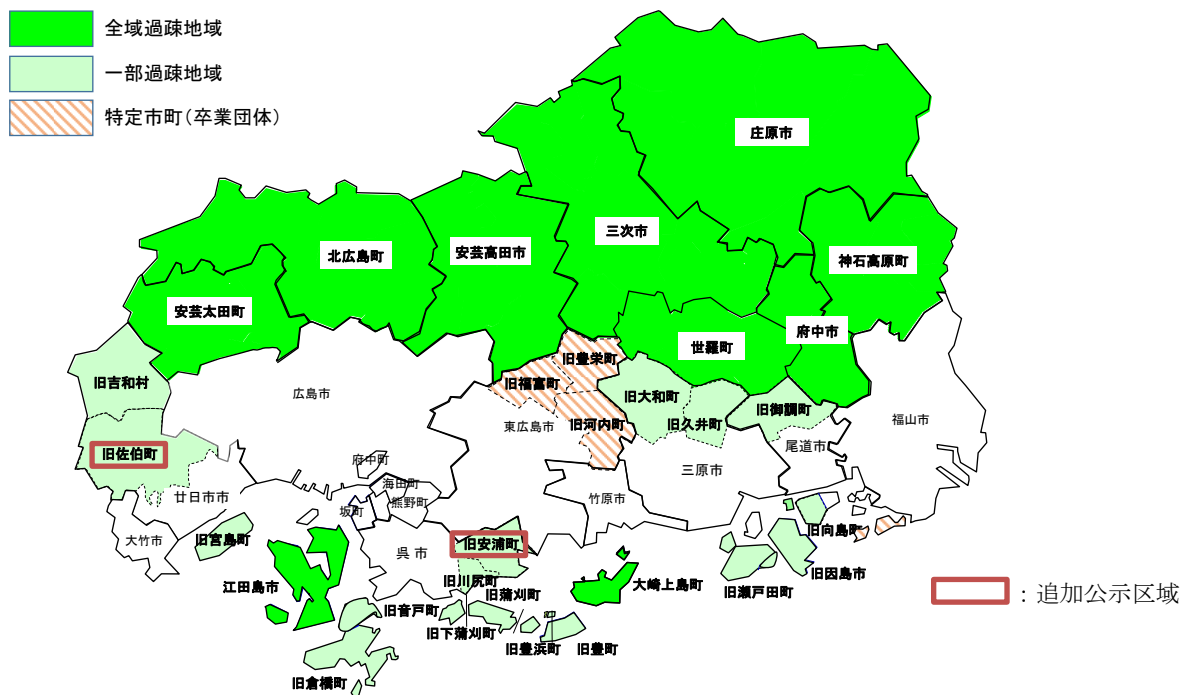 全域過疎地域
一部過疎地域
特定市町(卒業団体)
庄原市
三次市
安芸高田市
北広島町
神石高原町
安芸太田町
府中市
世羅町
旧豊栄町
旧福富町
旧吉和村
広島市
旧大和町
旧御調町
福山市
東広島市
旧河内町
旧久井町
尾道市
旧佐伯町
府中町
三原市
海田町
廿日市市
熊野町
竹原市
坂町
旧向島町
大竹市
旧宮島町
呉市
旧安浦町
旧因島市
江田島市
旧川尻町
大崎上島町
旧瀬戸田町
旧蒲刈町
：追加公示区域
旧音戸町
旧下蒲刈町
旧豊浜町
旧豊町
旧倉橋町